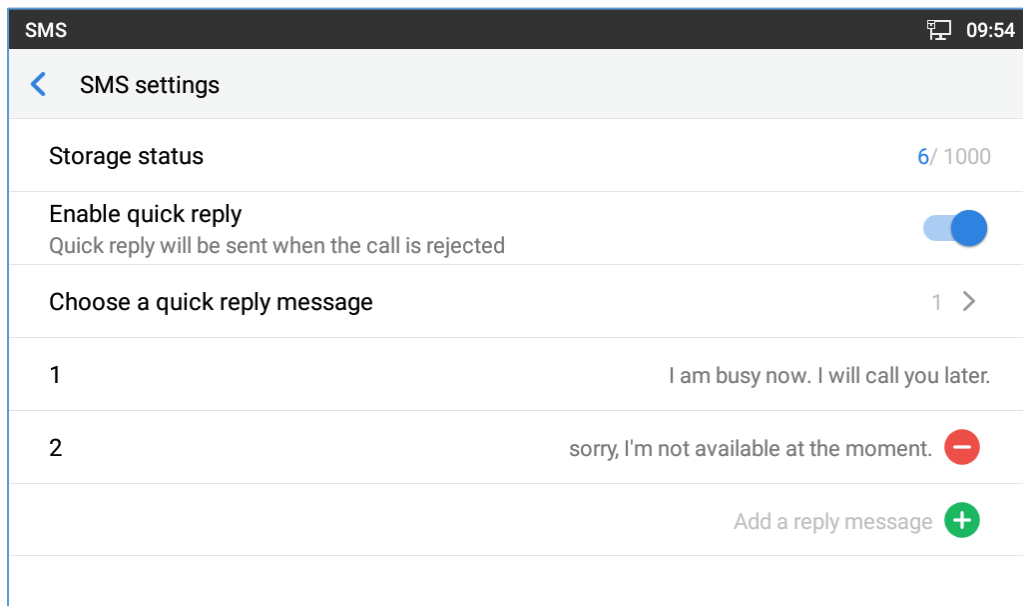 SMS 09:54
SMS settings
Storage status 6/ 1000
Enable quick reply
Quick reply will be sent when the call is rejected
Choose a quick reply message 1
1 I am busy now. I will call you later.
2 sorry, I'm not available at the moment.
Add a reply message